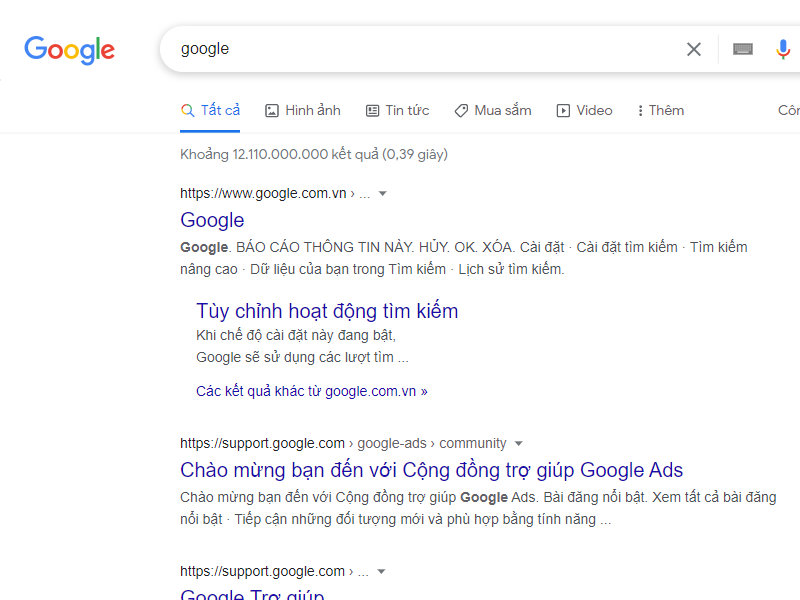 Google
google
Tất cả
Hình ảnh
Tin tức
Mua sắm
Video
Thêm
Khoảng 12.110.000.000 kết quả (0,39 giây)
https://www.google.com.vn › ...
Google
Google. BÁO CÁO THÔNG TIN NÀY. HỦY. OK. XÓA. Cài đặt · Cài đặt tìm kiếm · Tìm kiếm
nâng cao · Dữ liệu của bạn trong Tìm kiếm · Lịch sử tìm kiếm.
Tùy chỉnh hoạt động tìm kiếm
Khi chế độ cài đặt này đang bật,
Google sẽ sử dụng các lượt tìm ...
Các kết quả khác từ google.com.vn »
https://support.google.com › google-ads › community
Chào mừng bạn đến với Cộng đồng trợ giúp Google Ads
Chào mừng bạn đến với Cộng đồng trợ giúp Google Ads. Bài đăng nổi bật. Xem tất cả bài đăng
nổi bật · Tiếp cận những đối tượng mới và phù hợp bằng tính năng ...
https://support.google.com › ...
Google Trợ giúp